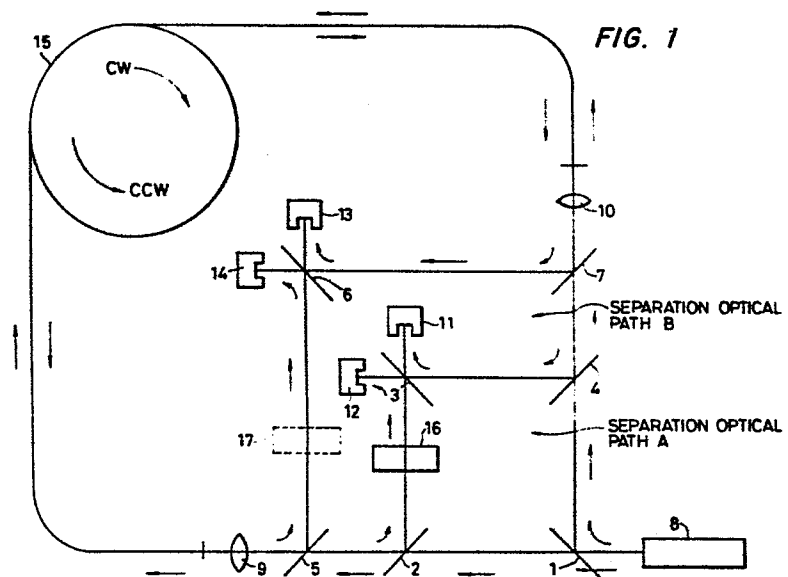 FIG. 1
15
CW
CCW
10
13
14
6
7
11
SEPARATION OPTICAL
PATH B
12
3
4
16
17
SEPARATION OPTICAL
PATH A
8
9
5
2
1